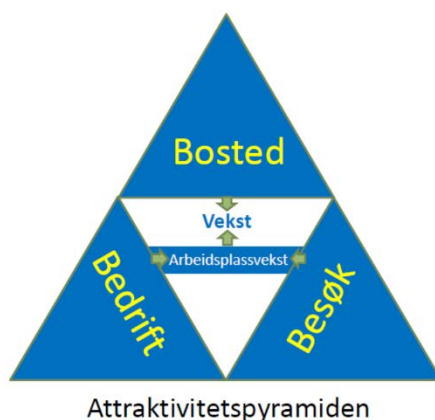 Bosted
Vekst
Arbeidsplassvekst
Bedrift
Besøk
Attraktivitetspyramiden